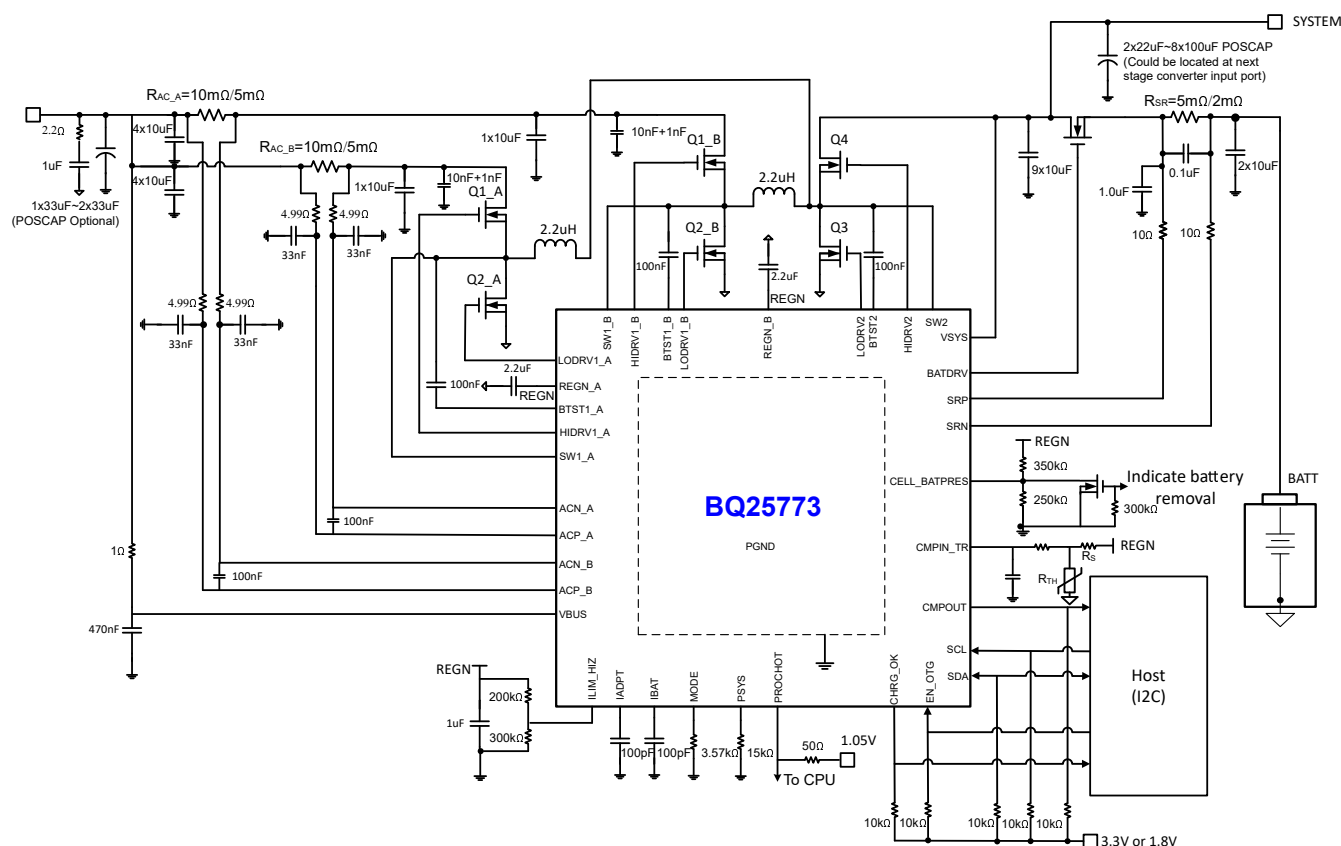 SYSTEM
2x22uF~8x100uF POSCAP
(Could be located at next
stage converter input port)
RAC_A=10mΩ/5mΩ
RSR=5mΩ/2mΩ
2.2Ω
4x10uF
1x10uF
10nF+1nF
Q1_B
Q4
1uF
RAC_B=10mΩ/5mΩ
4x10uF
1x10uF
10nF+1nF
Q1_A
2.2uH
9x10uF
0.1uF
2x10uF
1.0uF
1x33uF~2x33uF
(POSCAP Optional)
4.99Ω
4.99Ω
33nF
33nF
2.2uH
Q2_B
Q3
10Ω
10Ω
100nF
2.2uF
100nF
REGN
Q2_A
4.99Ω
4.99Ω
33nF
33nF
SW1_B
HIDRV1_B
BTST1_B
LODRV1_B
REGN_B
LODRV2
BTST2
HIDRV2
SW2
VSYS
LODRV1_A
2.2uF
100nF
REGN
REGN_A
BATDRV
BTST1_A
SRP
HIDRV1_A
SRN
SW1_A
REGN
350kΩ
CELL_BATPRES
250kΩ
300kΩ
Indicate battery
removal
BATT
BQ25773
PGND
ACN_A
100nF
ACP_A
CMPIN_TR
RS
REGN
RTH
1Ω
ACN_B
100nF
ACP_B
CMPOUT
VBUS
470nF
SCL
SDA
Host
(I2C)
REGN
200kΩ
1uF
300kΩ
ILIM_HIZ
IADPT
IBAT
MODE
PSYS
PROCHOT
CHRG_OK
EN_OTG
100pF
100pF
3.57kΩ
15kΩ
50Ω
1.05V
To CPU
10kΩ
10kΩ
10kΩ
10kΩ
10kΩ
3.3V or 1.8V